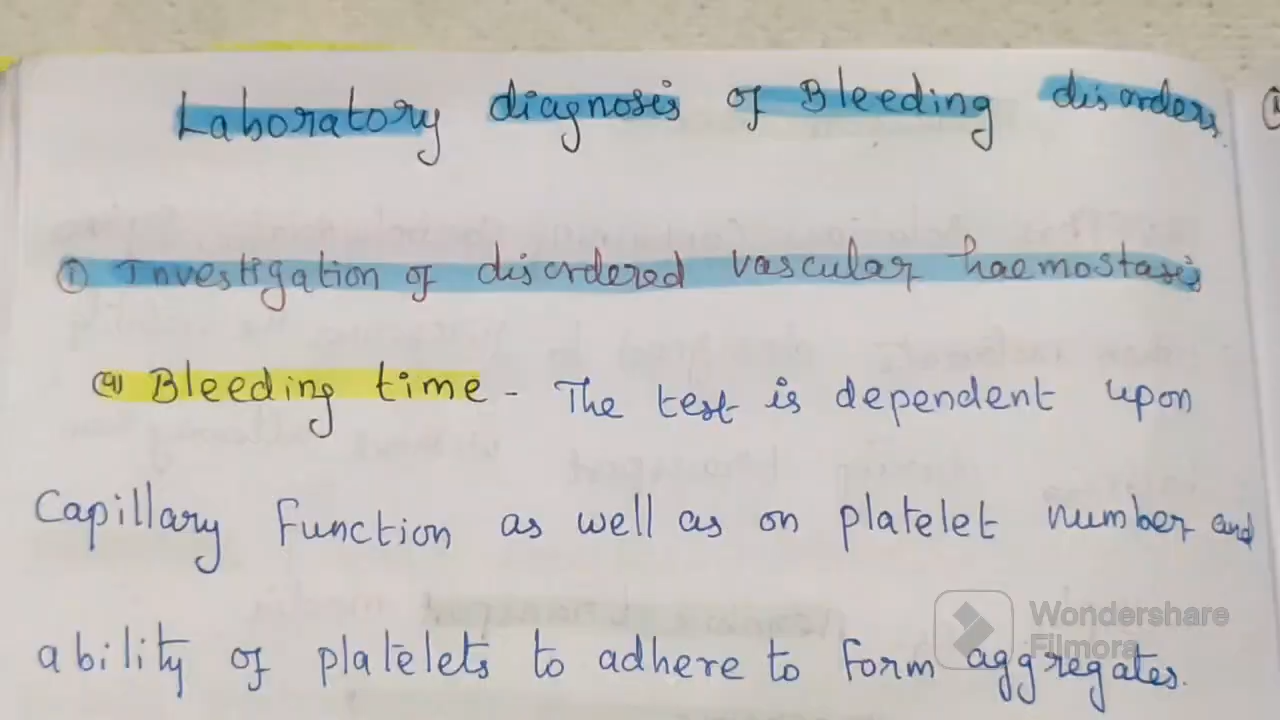 Laboratory diagnosis of Bleeding disorders.
① Investigation of disordered vascular haemostasis
(a) Bleeding time - The test is dependent upon
Capillary Function as well as on platelet number and
ability of platelets to adhere to form aggregates.
Wondershare
Filmora